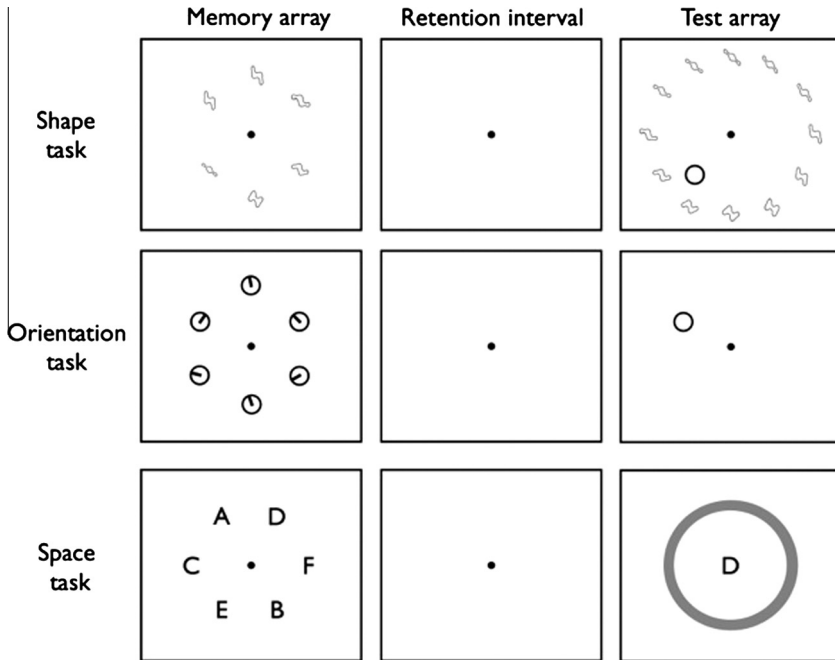 Memory array Retention interval Test array
Shape
task
Orientation
task
Space
task
A D
C F
E B
D